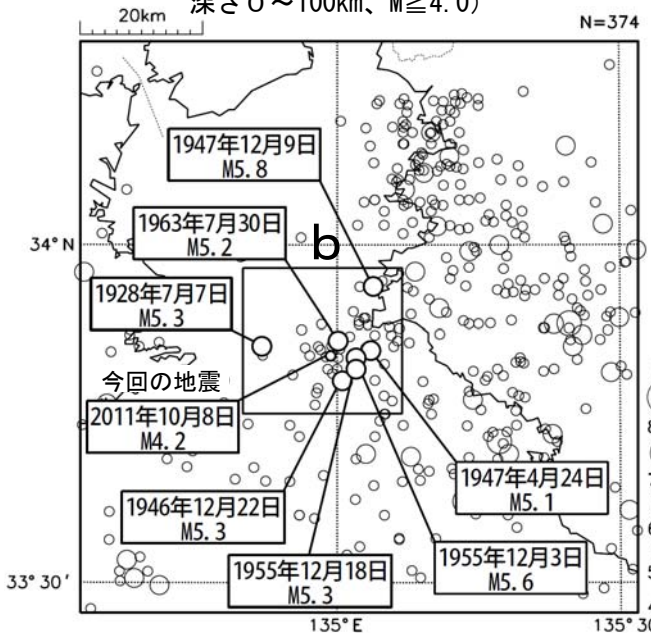 深さ0～100km、M≧4.0）
20km
N=374
1947年12月9日
M5.8
1963年7月30日
M5.2
b
34°N
1928年7月7日
M5.3
今回の地震
2011年10月8日
M4.2
1947年4月24日
M5.1
1946年12月22日
M5.3
1955年12月3日
M5.6
1955年12月18日
M5.3
33°30'
135°E
135°30